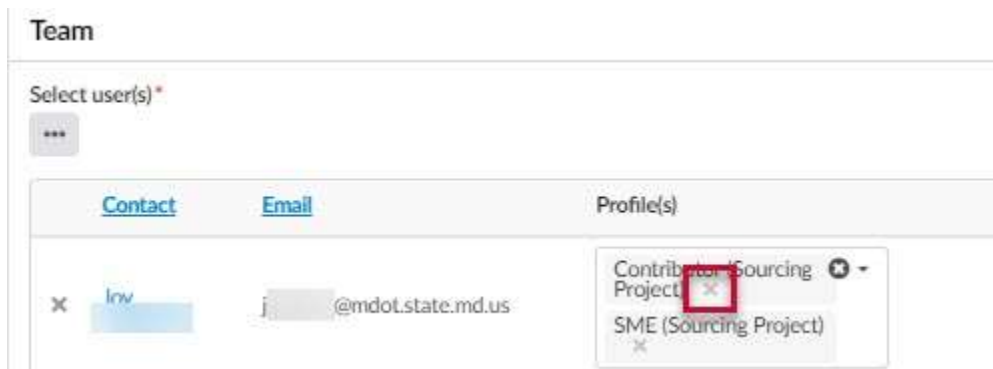 Team
Select user(s)*
Contact Email Profile(s)
Contributor (Sourcing
Project)
j @mdot.state.md.us
SME (Sourcing Project)